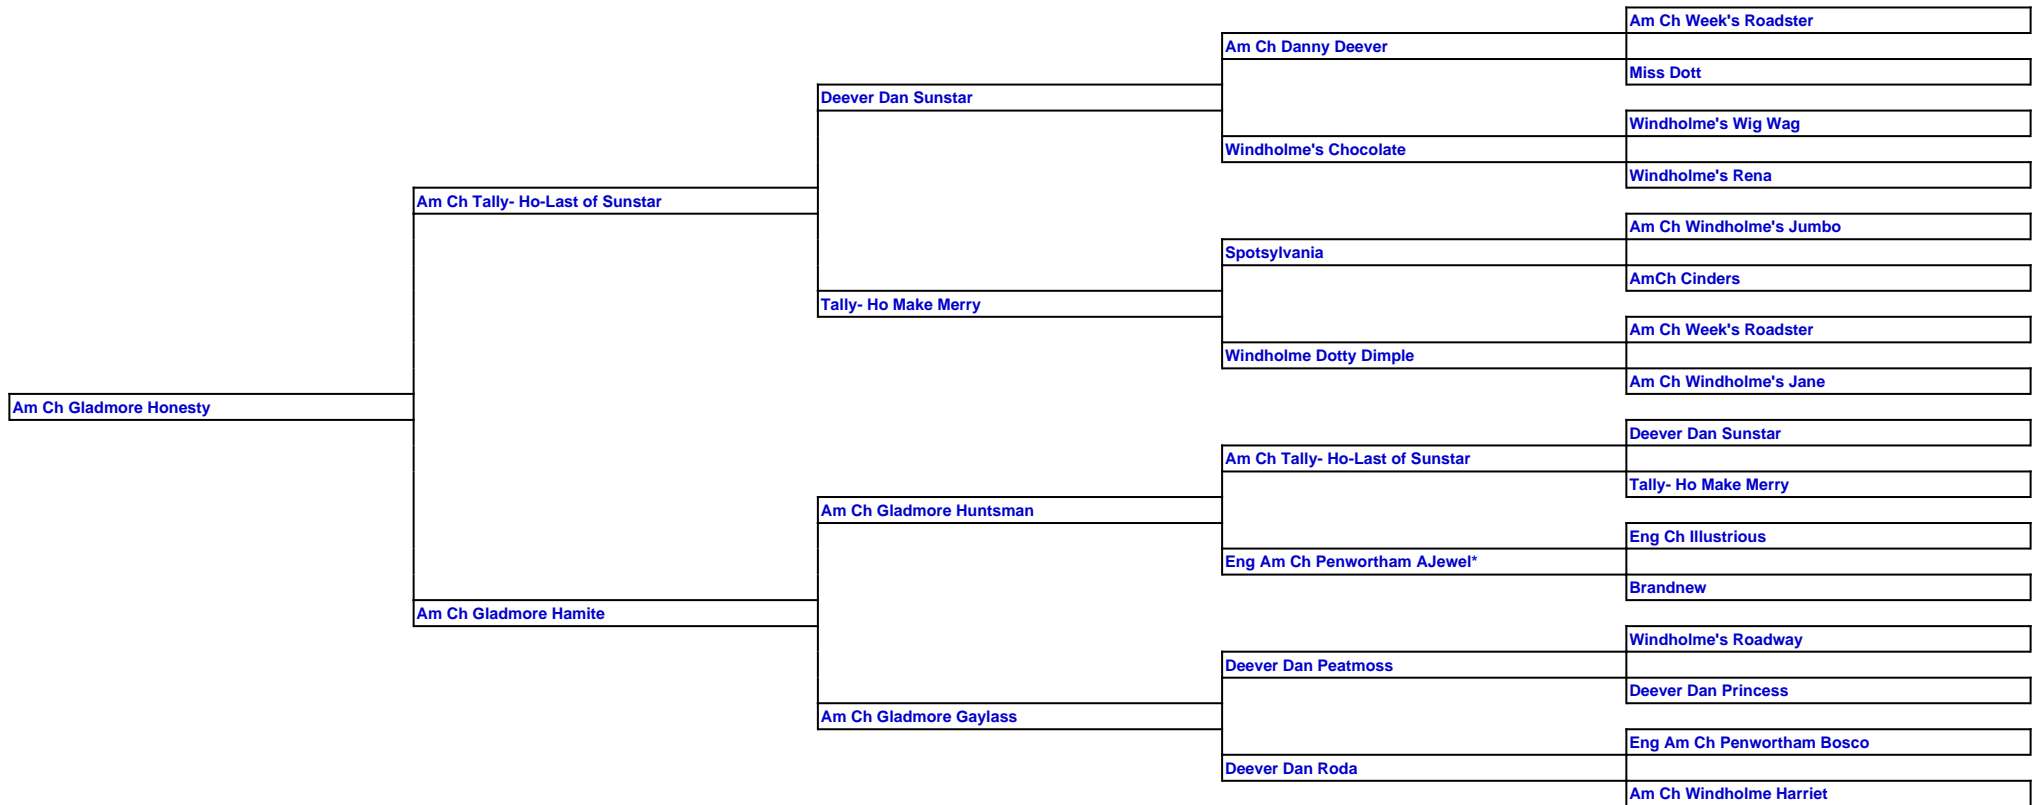 Am Ch Week's Roadster
Am Ch Danny Deever
Miss Dott
Deever Dan Sunstar
Windholme's Wig Wag
Windholme's Chocolate
Windholme's Rena
Am Ch Tally- Ho-Last of Sunstar
Am Ch Windholme's Jumbo
Spotsylvania
AmCh Cinders
Tally- Ho Make Merry
Am Ch Week's Roadster
Windholme Dotty Dimple
Am Ch Windholme's Jane
Am Ch Gladmore Honesty
Deever Dan Sunstar
Am Ch Tally- Ho-Last of Sunstar
Tally- Ho Make Merry
Am Ch Gladmore Huntsman
Eng Ch Illustrious
Eng Am Ch Penwortham AJewel*
Brandnew
Am Ch Gladmore Hamite
Windholme's Roadway
Deever Dan Peatmoss
Deever Dan Princess
Am Ch Gladmore Gaylass
Eng Am Ch Penwortham Bosco
Deever Dan Roda
Am Ch Windholme Harriet